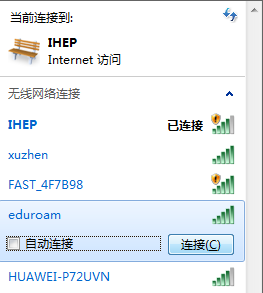 当前连接到:
IHEP
Internet 访问
无线网络连接
IHEP 已连接
xuzhen
FAST_4F7B98
eduroam
自动连接 连接(C)
HUAWEI-P72UVN